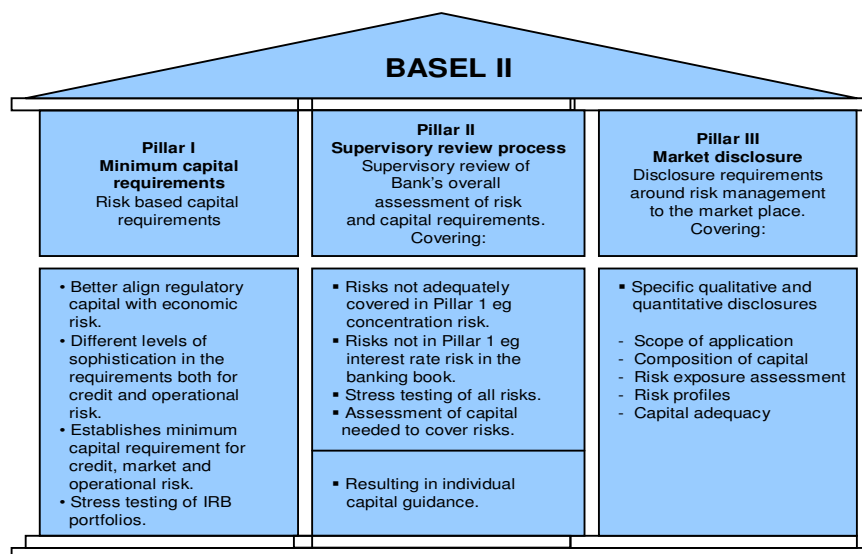 BASEL II
Pillar I
Minimum capital
requirements
Risk based capital
requirements
Pillar II
Supervisory review process
Supervisory review of
Bank's overall
assessment of risk
and capital requirements.
Covering:
Pillar III
Market disclosure
Disclosure requirements
around risk management
to the market place.
Covering:
• Better align regulatory
capital with economic
risk.
• Different levels of
sophistication in the
requirements both for
credit and operational
risk.
• Establishes minimum
capital requirement for
credit, market and
operational risk.
• Stress testing of IRB
portfolios.
▪ Risks not adequately
covered in Pillar 1 eg
concentration risk.
▪ Risks not in Pillar 1 eg
interest rate risk in the
banking book.
▪ Stress testing of all risks.
▪ Assessment of capital
needed to cover risks.
▪ Resulting in individual
capital guidance.
▪ Specific qualitative and
quantitative disclosures
- Scope of application
- Composition of capital
- Risk exposure assessment
- Risk profiles
- Capital adequacy